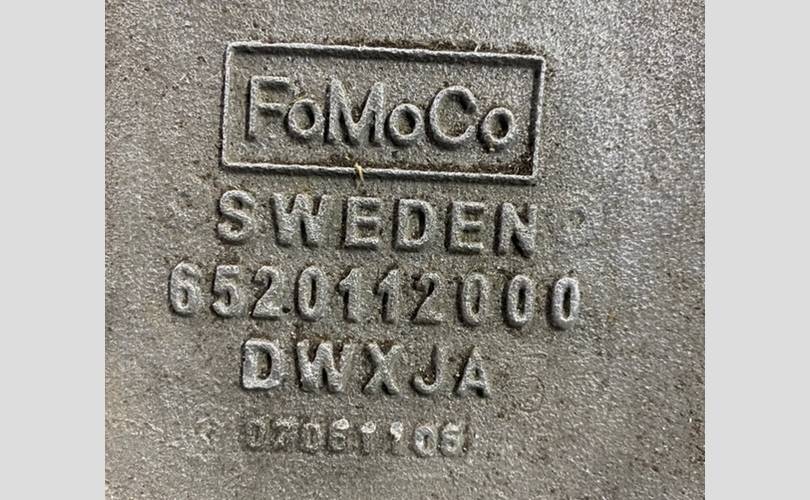 FoMoCo
SWEDEN
6520112000
DWXJA